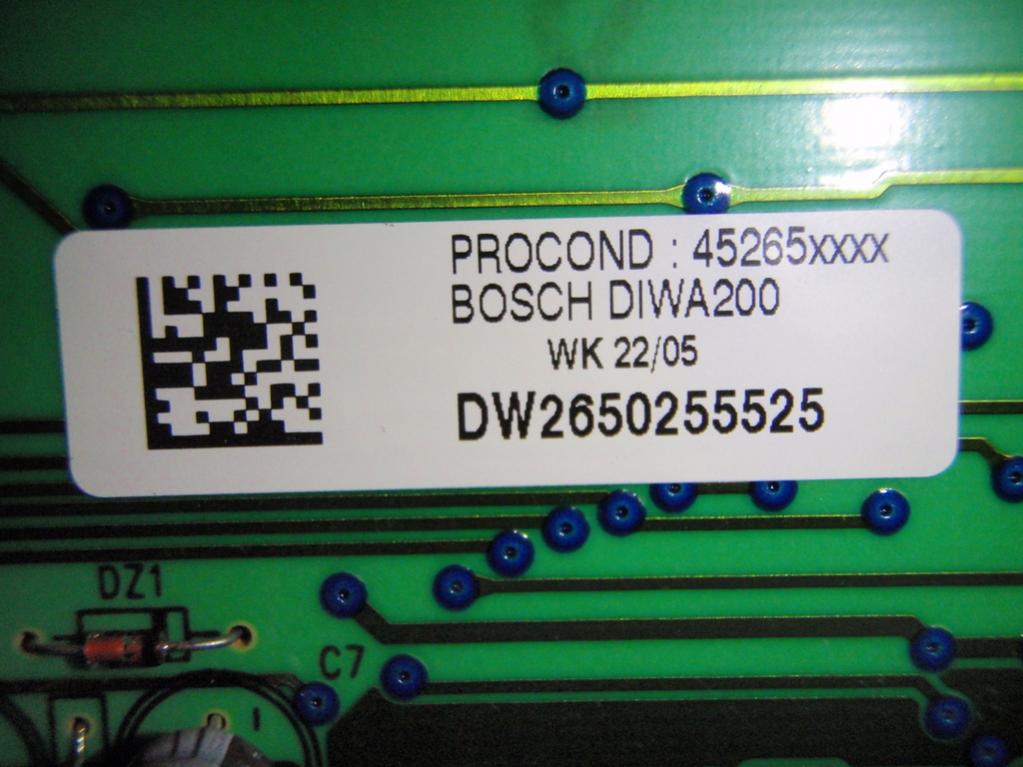 PROCOND : 45265xxxx
BOSCH DIWA200
WK 22/05
DW2650255525
DZ1
C7